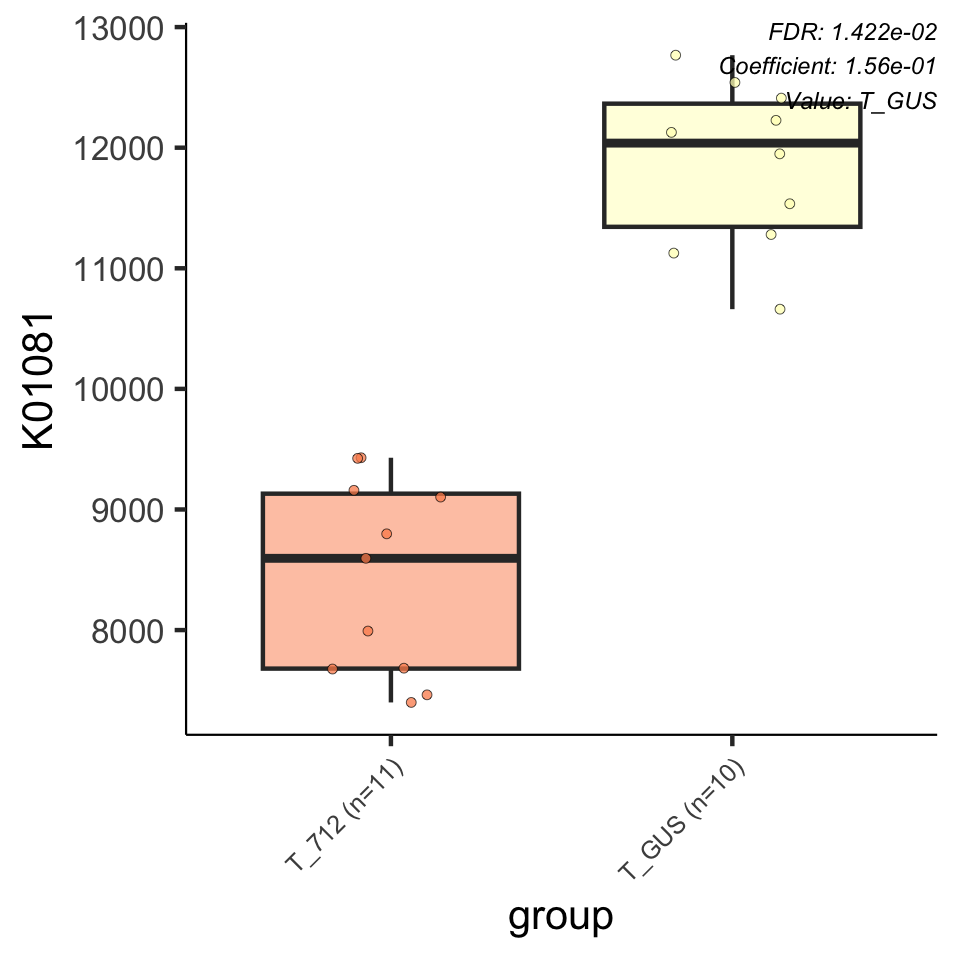 FDR: 1.422e-02
Coefficient: 1.56e-01
Value: T_GUS
13000
12000
11000
10000
9000
8000
K01081
T_712 (n=11)
T_GUS (n=10)
group